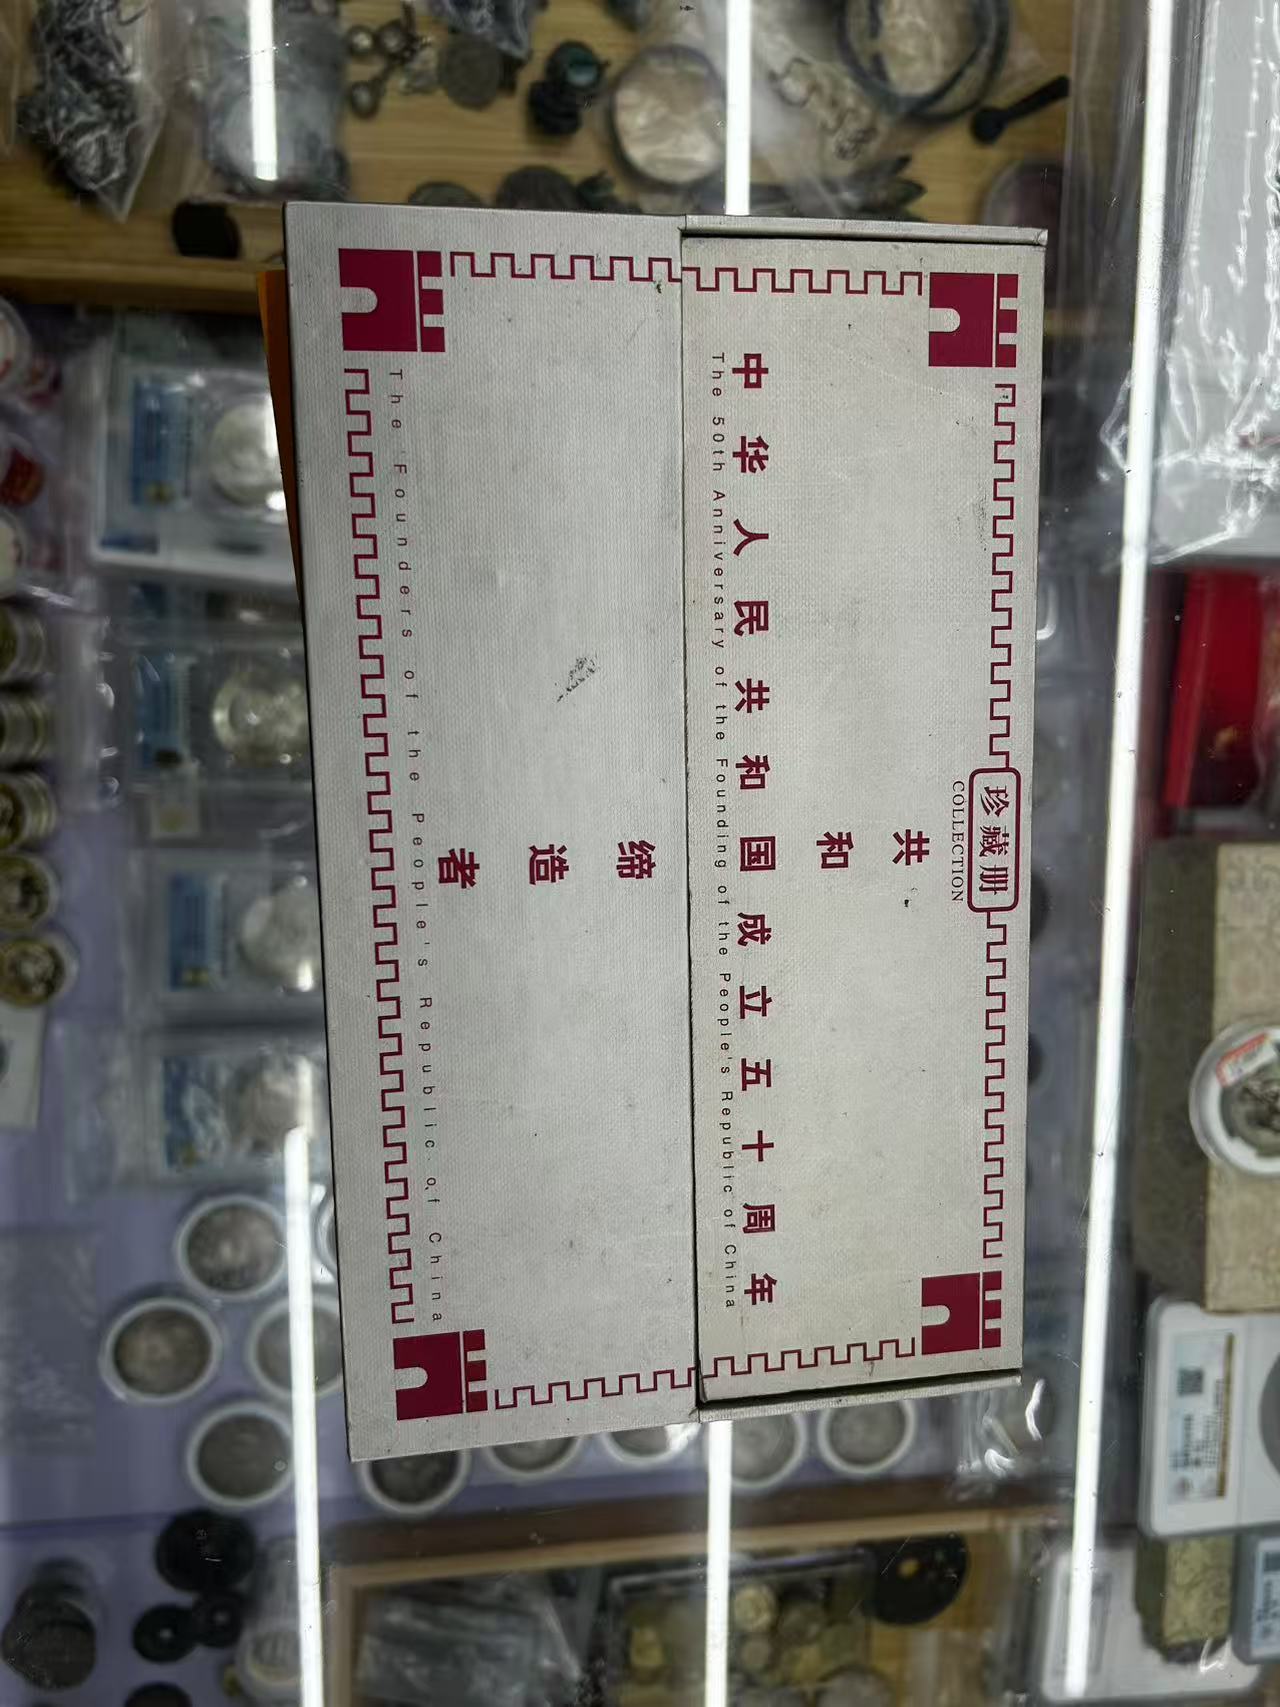 珍藏册
COLLECTION
共和缔造者
中华人民共和国成立五十周年
The 50th Anniversary of the Founding of the People's Republic of China
The Founders of the People's Republic of China